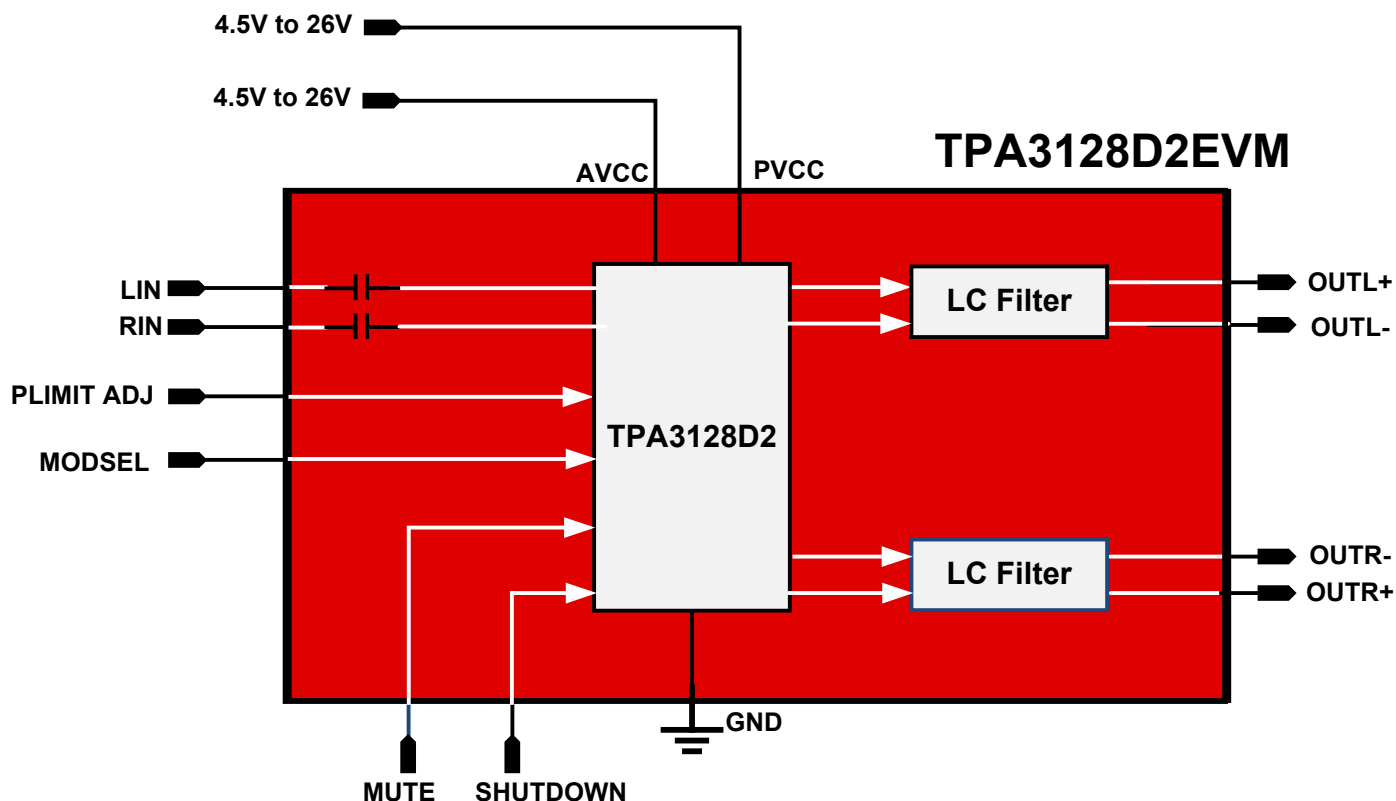 4.5V to 26V
4.5V to 26V
TPA3128D2EVM
AVCC
PVCC
LIN
RIN
PLIMIT ADJ
MODSEL
TPA3128D2
LC Filter
OUTL+
OUTL-
LC Filter
OUTR-
OUTR+
GND
MUTE
SHUTDOWN